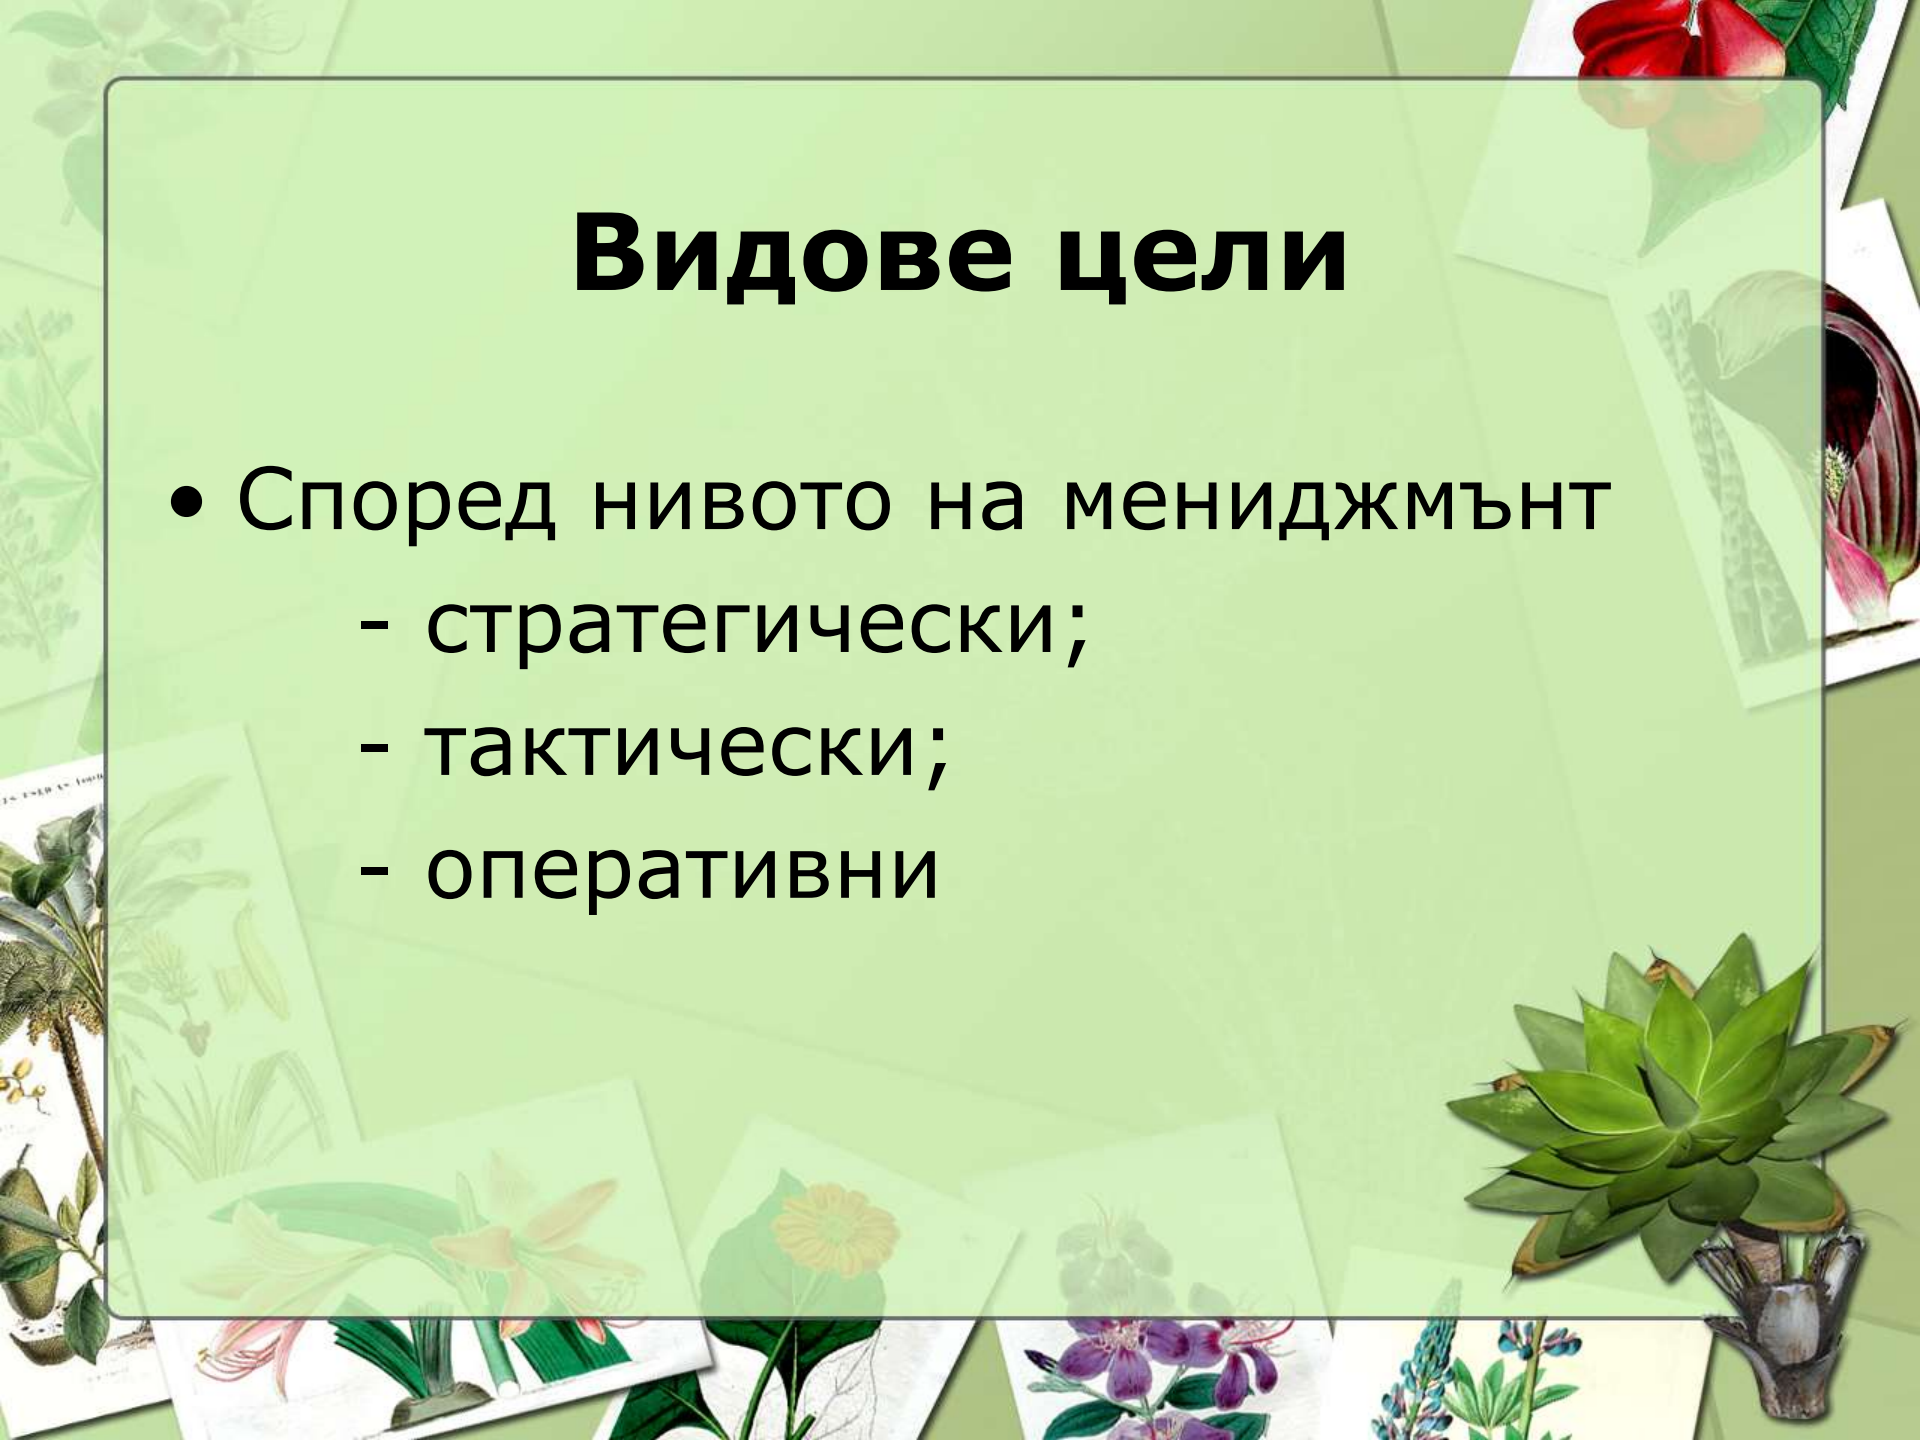 Видове цели
• Според нивото на мениджмънт
- стратегически;
- тактически;
- оперативни